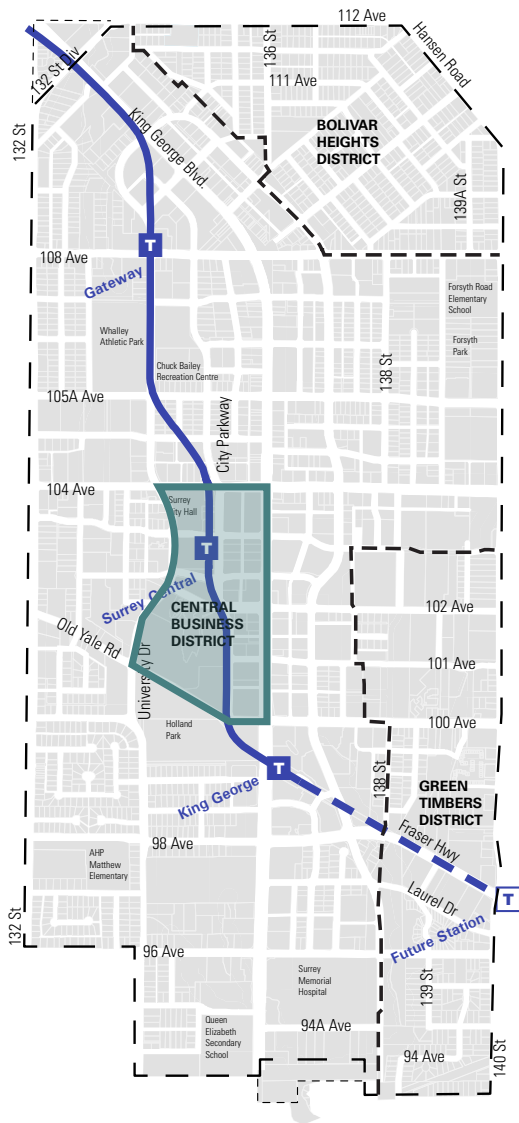 112 Ave
136 St
Hansen Road
132 St Div
111 Ave
King George Blvd.
BOLIVAR
HEIGHTS
DISTRICT
132 St
139A St
T
108 Ave
Gateway
Forsyth Road
Elementary
School
Whalley
Athletic Park
Forsyth
Park
138 St
Chuck Bailey
Recreation Centre
105A Ave
City Parkway
104 Ave
Surrey
City Hall
T
Surrey Central
CENTRAL
BUSINESS
DISTRICT
102 Ave
Old Yale Rd
University Dr
101 Ave
Holland
Park
100 Ave
T
King George
138 St
GREEN
TIMBERS
DISTRICT
98 Ave
Fraser Hwy
AHP
Matthew
Elementary
Laurel Dr
T
132 St
Future Station
96 Ave
Surrey
Memorial
Hospital
139 St
Queen
Elizabeth
Secondary
School
94A Ave
94 Ave
140 St